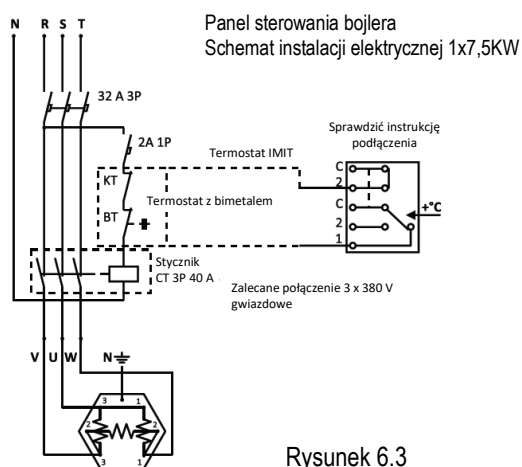 N R S T
Panel sterowania bojlera
Schemat instalacji elektrycznej 1x7,5KW
32 A 3P
2A 1P
Sprawdzić instrukcję
podłączenia
Termostat IMIT
KT
Termostat z bimetalem
BT
C
2
C
2
1
+°C
Stycznik
CT 3P 40 A
Zalecane połączenie 3 x 380 V
gwiazdowe
V U W N
3 1
2 2
3 1
Rysunek 6.3